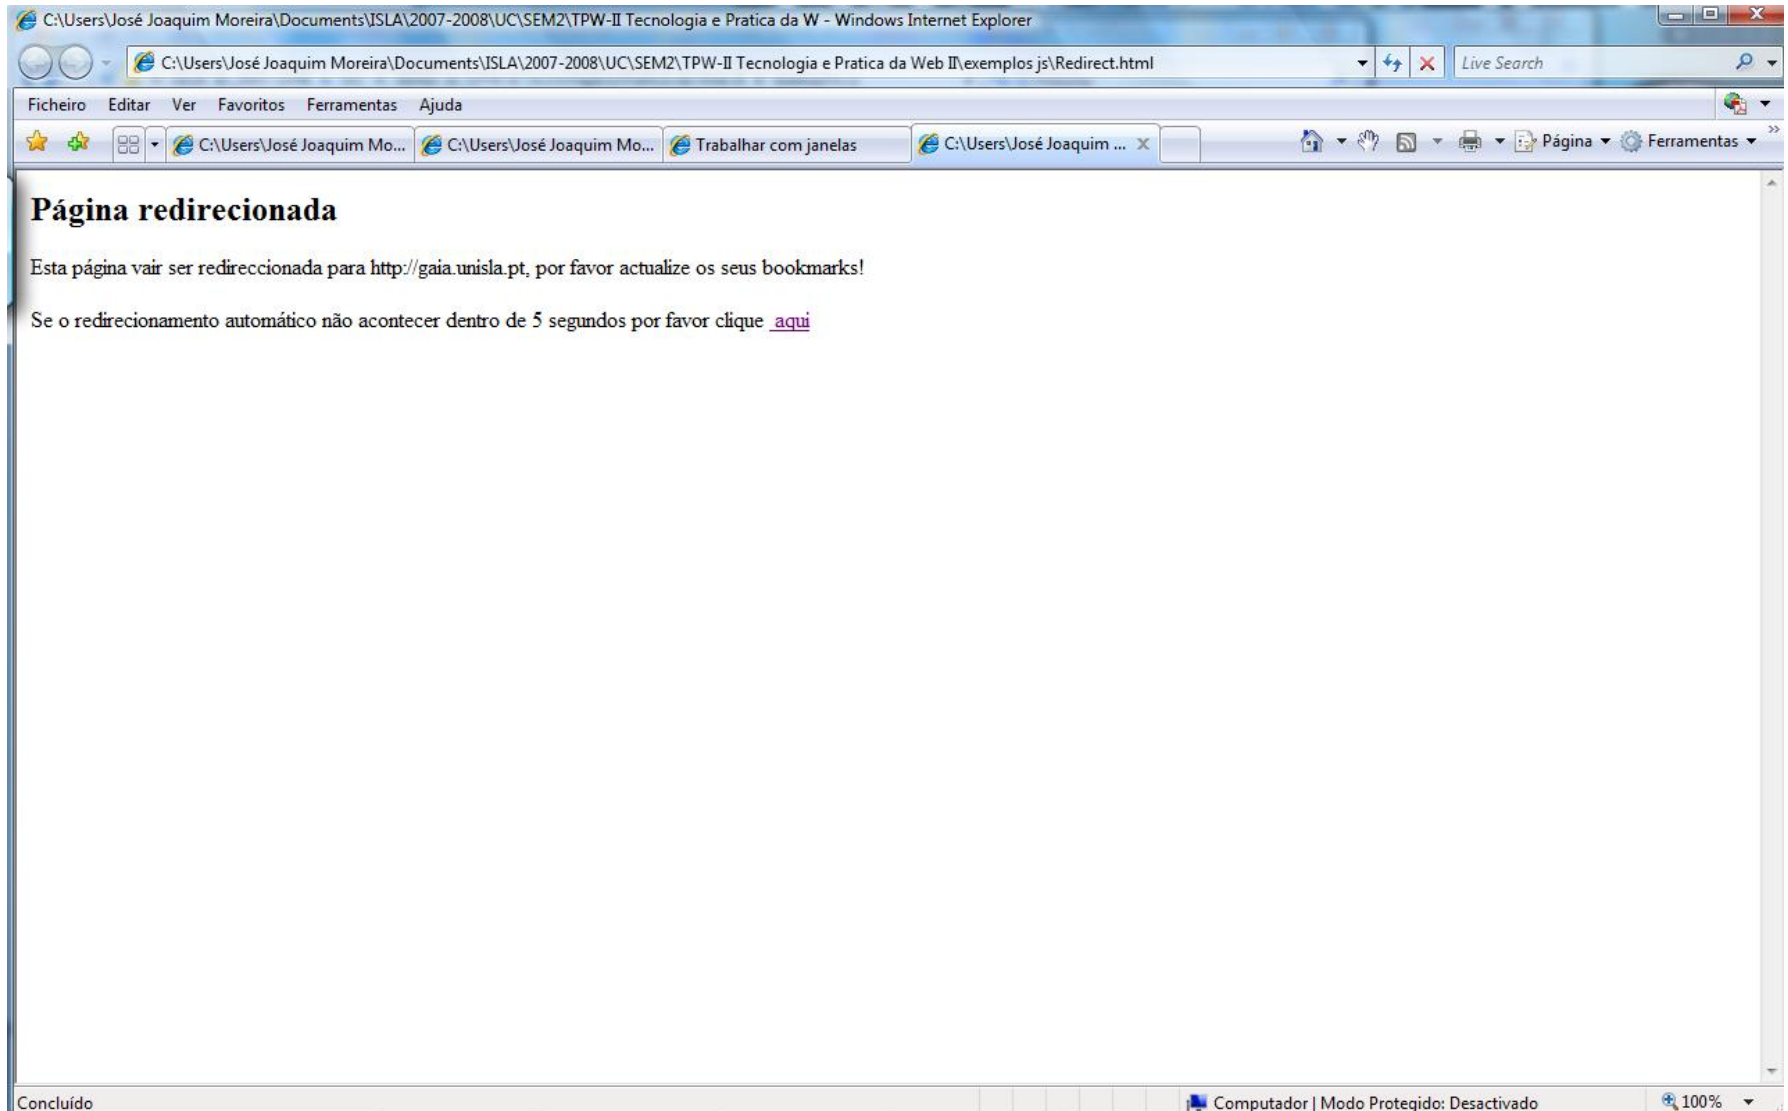 C:\Users\José Joaquim Moreira\Documents\ISLA\2007-2008\UC\SEM2\TPW-II Tecnologia e Pratica da W - Windows Internet Explorer
C:\Users\José Joaquim Moreira\Documents\ISLA\2007-2008\UC\SEM2\TPW-II Tecnologia e Pratica da Web II\exemplos js\Redirect.html Live Search
Ficheiro Editar Ver Favoritos Ferramentas Ajuda
C:\Users\José Joaquim Mo... C:\Users\José Joaquim Mo... Trabalhar com janelas C:\Users\José Joaquim ... Página Ferramentas
Página redirecionada
Esta página vair ser redireccionada para http://gaia.unisla.pt, por favor actualize os seus bookmarks!
Se o redirecionamento automático não acontecer dentro de 5 segundos por favor clique aqui
Concluído Computador | Modo Protegido: Desactivado 100%